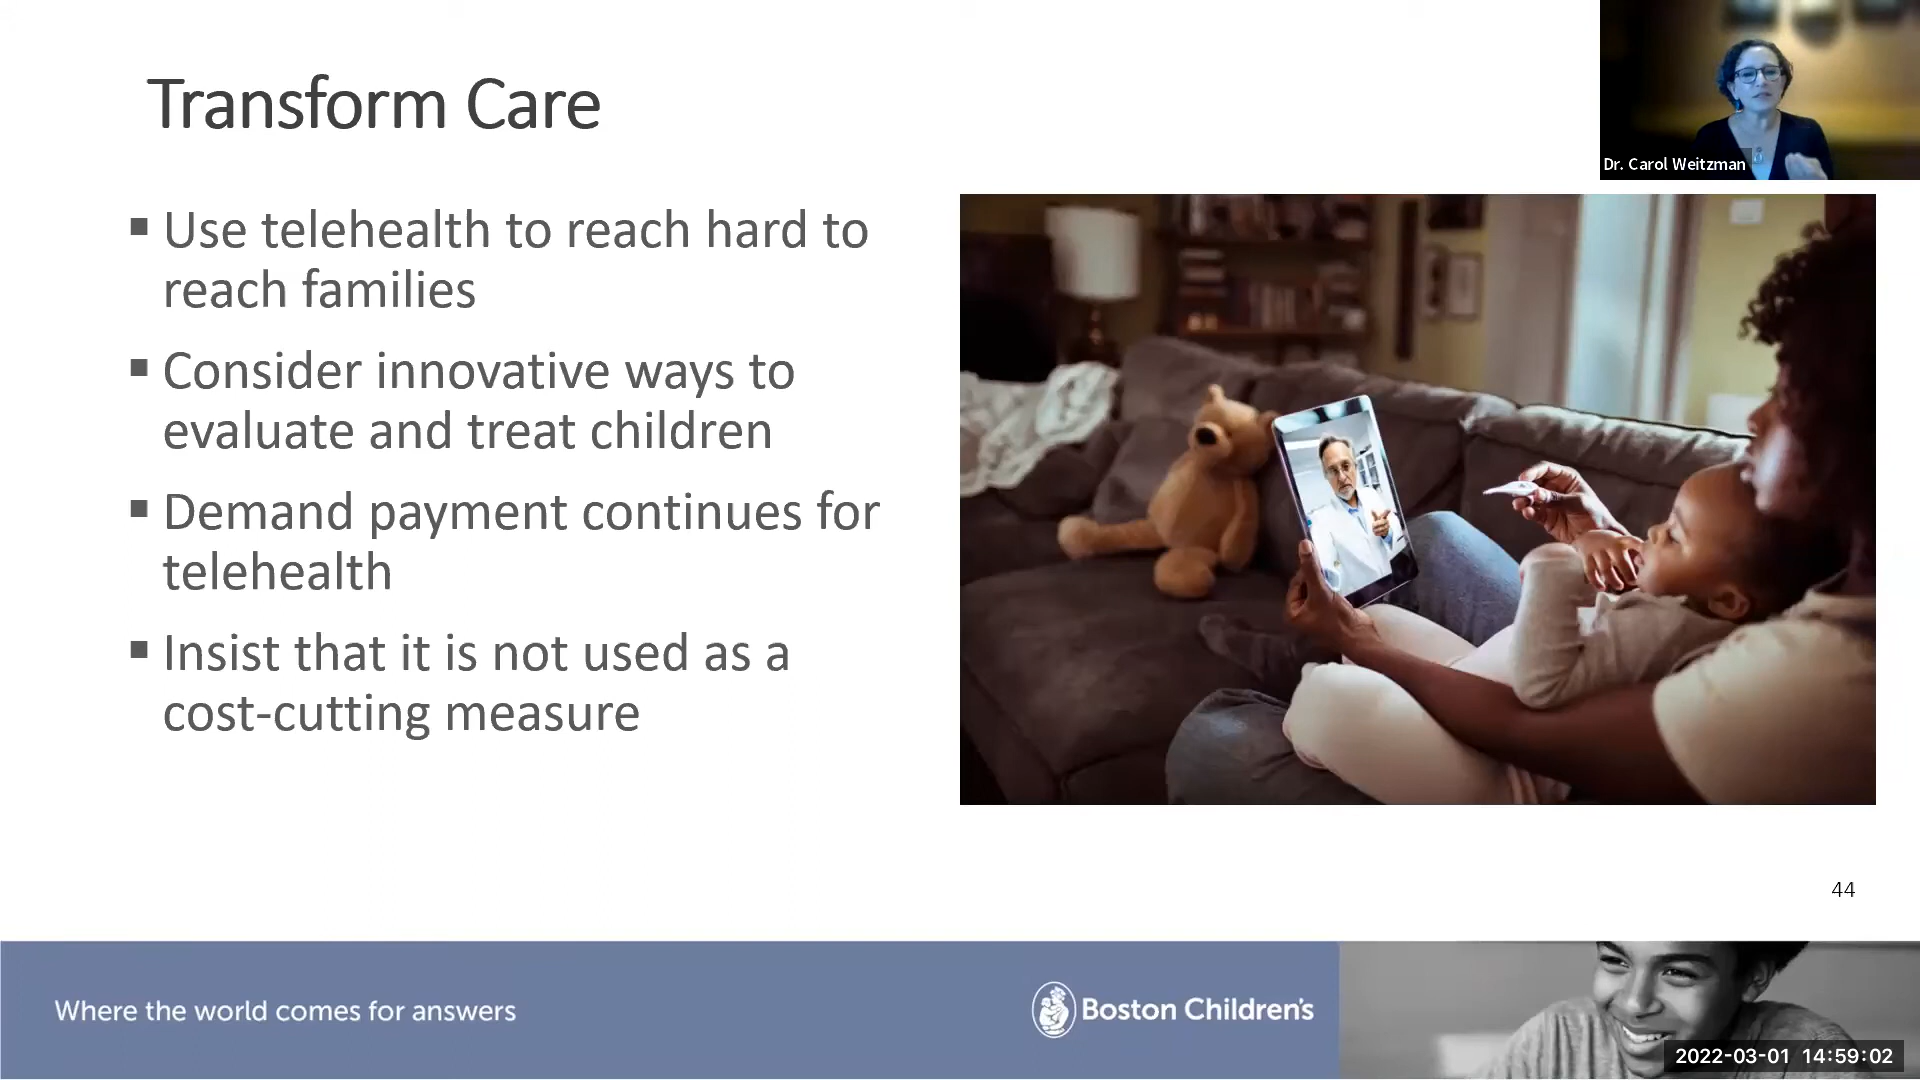 Transform Care
Dr. Carol Weitzman
▪ Use telehealth to reach hard to
reach families
▪ Consider innovative ways to
evaluate and treat children
▪ Demand payment continues for
telehealth
▪ Insist that it is not used as a
cost-cutting measure
44
Where the world comes for answers
Boston Children's
2022-03-01 14:59:02